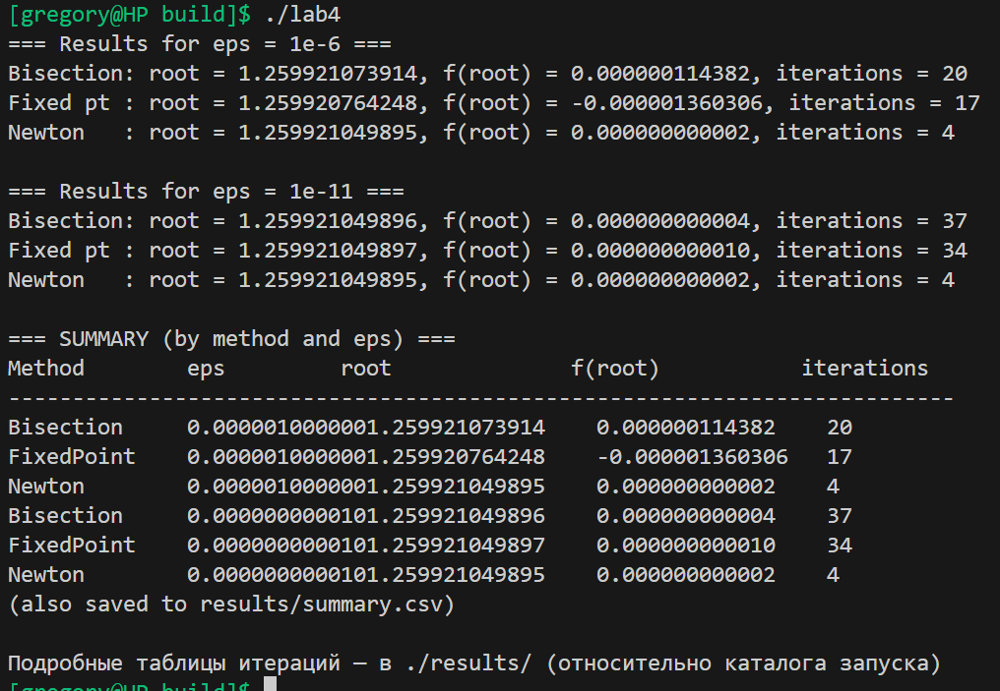 [gregory@HP build]$ ./lab4
=== Results for eps = 1e-6 ===
Bisection: root = 1.259921073914, f(root) = 0.000000114382, iterations = 20
Fixed pt : root = 1.259920764248, f(root) = -0.000001360306, iterations = 17
Newton   : root = 1.259921049895, f(root) = 0.000000000002, iterations = 4

=== Results for eps = 1e-11 ===
Bisection: root = 1.259921049896, f(root) = 0.000000000004, iterations = 37
Fixed pt : root = 1.259921049897, f(root) = 0.000000000010, iterations = 34
Newton   : root = 1.259921049895, f(root) = 0.000000000002, iterations = 4

=== SUMMARY (by method and eps) ===
Method        eps         root              f(root)           iterations
--------------------------------------------------------------------------
Bisection     0.0000010000001.259921073914    0.000000114382    20
FixedPoint    0.0000010000001.259920764248    -0.000001360306   17
Newton        0.0000010000001.259921049895    0.000000000002    4
Bisection     0.0000000000101.259921049896    0.000000000004    37
FixedPoint    0.0000000000101.259921049897    0.000000000010    34
Newton        0.0000000000101.259921049895    0.000000000002    4
(also saved to results/summary.csv)

Подробные таблицы итераций — в ./results/ (относительно каталога запуска)
[gregory@HP build]$